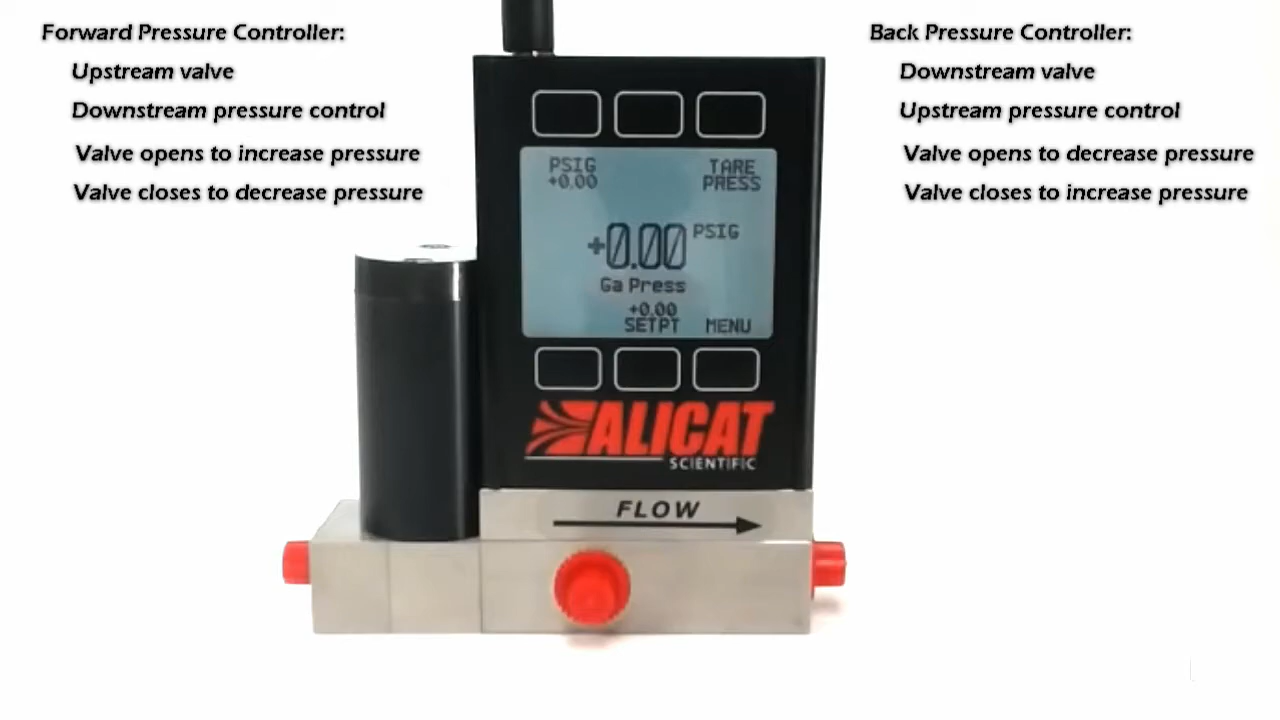 Forward Pressure Controller:
Upstream valve
Downstream pressure control
Valve opens to increase pressure
Valve closes to decrease pressure
Back Pressure Controller:
Downstream valve
Upstream pressure control
Valve opens to decrease pressure
Valve closes to increase pressure
PSIG
+0.00
TARE
PRESS
+0.00 PSIG
Ga Press
+0.00
SETPT MENU
ALICAT
SCIENTIFIC
FLOW